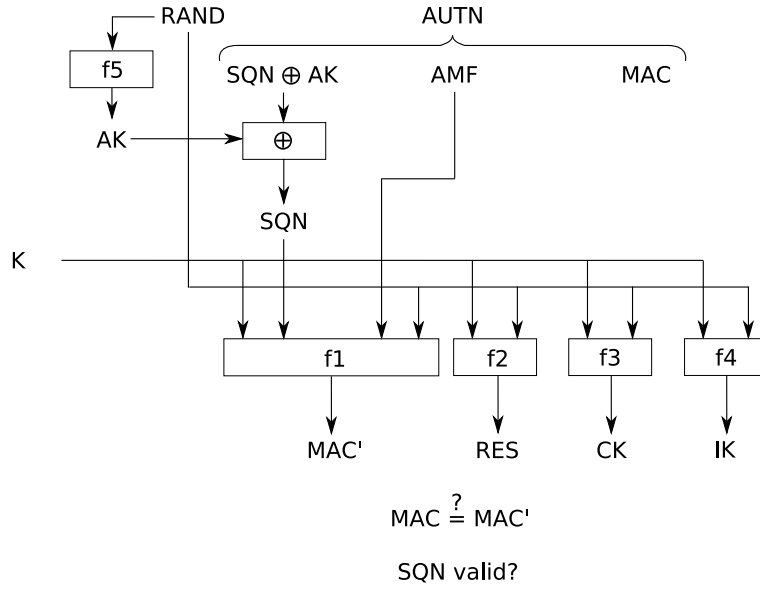 RAND AUTN
f5 SQN ⊕ AK AMF MAC
AK ⊕
SQN
K
f1 f2 f3 f4
MAC' RES CK IK
?
MAC = MAC'
SQN valid?